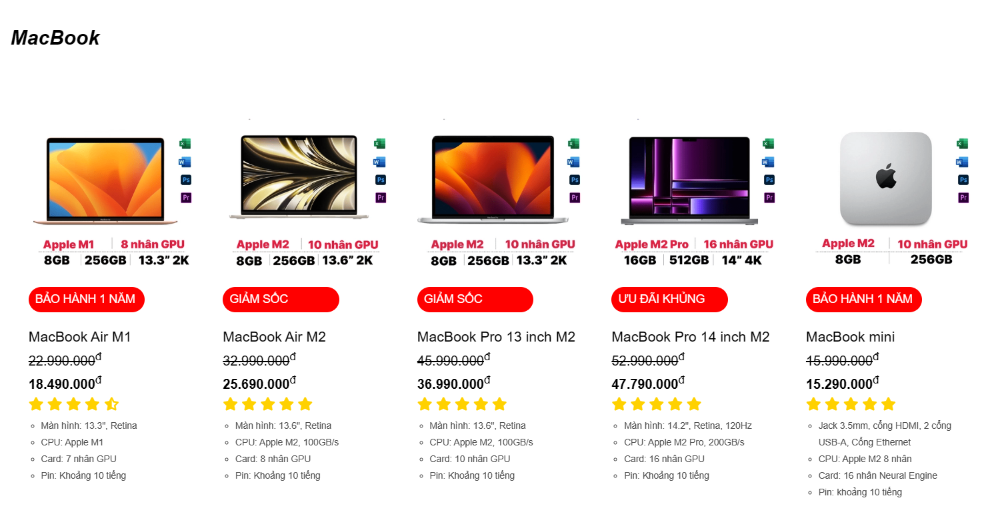 MacBook
Apple M1 8 nhân GPU
8GB 256GB 13.3” 2K
BẢO HÀNH 1 NĂM
MacBook Air M1
22.990.000đ
18.490.000đ
Màn hình: 13.3", Retina
CPU: Apple M1
Card: 7 nhân GPU
Pin: Khoảng 10 tiếng
Apple M2 10 nhân GPU
8GB 256GB 13.6” 2K
GIẢM SỐC
MacBook Air M2
32.990.000đ
25.690.000đ
Màn hình: 13.6", Retina
CPU: Apple M2, 100GB/s
Card: 8 nhân GPU
Pin: Khoảng 10 tiếng
Apple M2 10 nhân GPU
8GB 256GB 13.3” 2K
GIẢM SỐC
MacBook Pro 13 inch M2
45.990.000đ
36.990.000đ
Màn hình: 13.6", Retina
CPU: Apple M2, 100GB/s
Card: 10 nhân GPU
Pin: Khoảng 10 tiếng
Apple M2 Pro 16 nhân GPU
16GB 512GB 14” 4K
ƯU ĐÃI KHỦNG
MacBook Pro 14 inch M2
52.990.000đ
47.790.000đ
Màn hình: 14.2", Retina, 120Hz
CPU: Apple M2 Pro, 200GB/s
Card: 16 nhân GPU
Pin: Khoảng 10 tiếng
Apple M2 10 nhân GPU
8GB 256GB
BẢO HÀNH 1 NĂM
MacBook mini
15.990.000đ
15.290.000đ
Jack 3.5mm, cổng HDMI, 2 cổng
USB-A, Cổng Ethernet
CPU: Apple M2 8 nhân
Card: 16 nhân Neural Engine
Pin: khoảng 10 tiếng